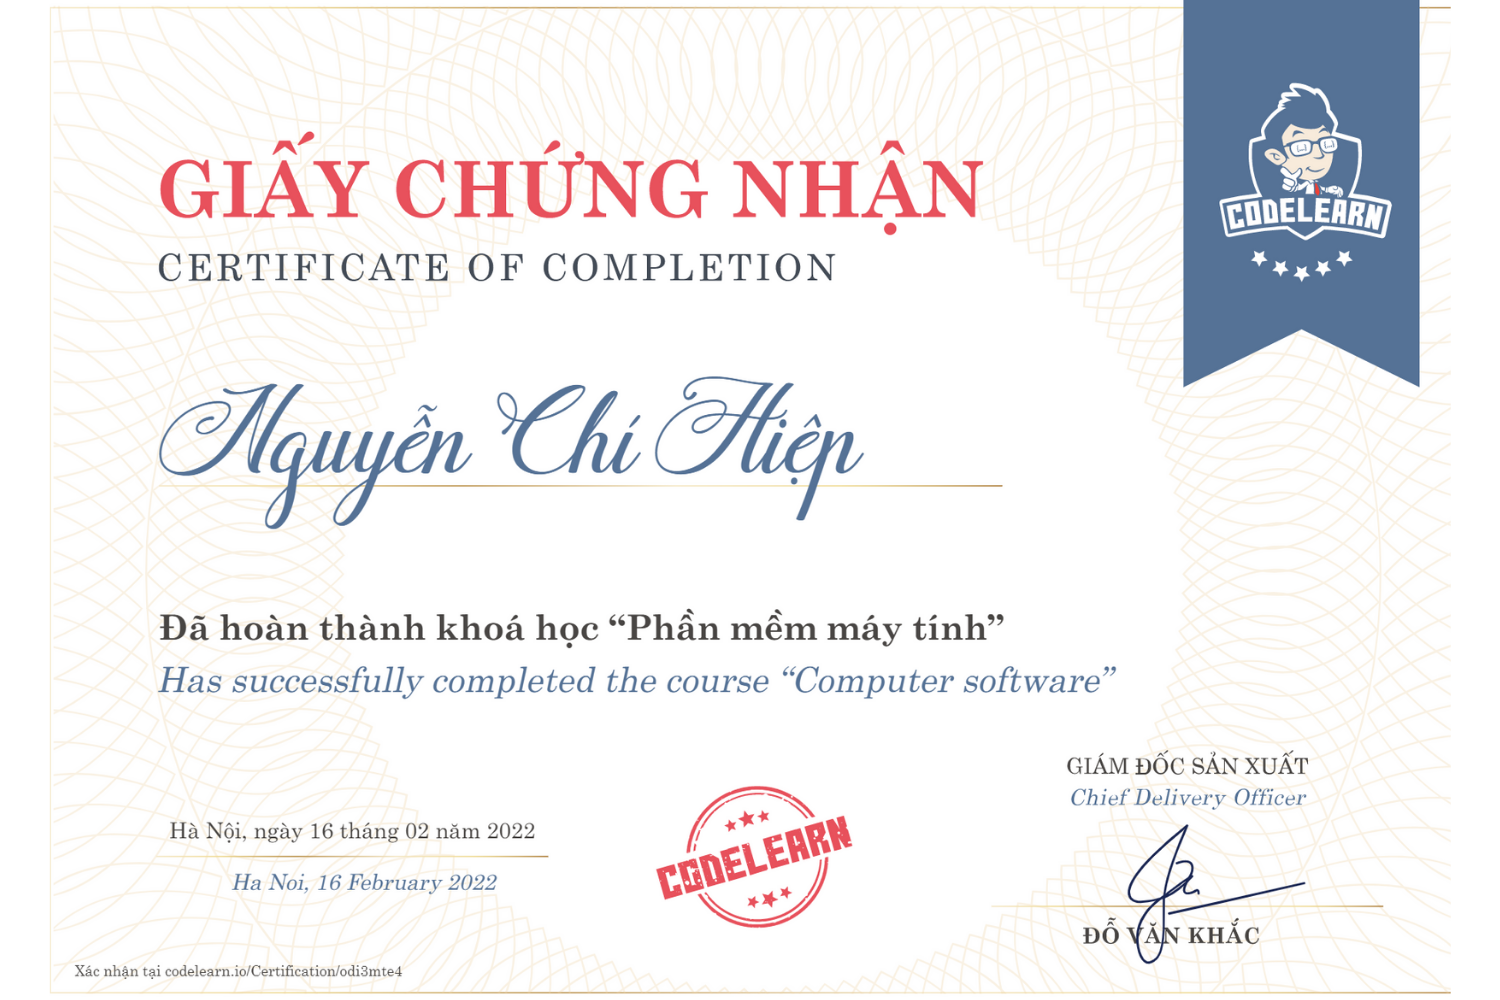 GIẤY CHỨNG NHẬN
CERTIFICATE OF COMPLETION
CODELEARN
Nguyễn Chí Hiệp
Đã hoàn thành khoá học “Phần mềm máy tính”
Has successfully completed the course “Computer software”
GIÁM ĐỐC SẢN XUẤT
Chief Delivery Officer
Hà Nội, ngày 16 tháng 02 năm 2022
Ha Noi, 16 February 2022
CODELEARN
ĐỖ VĂN KHẮC
Xác nhận tại codelearn.io/Certification/odi3mte4